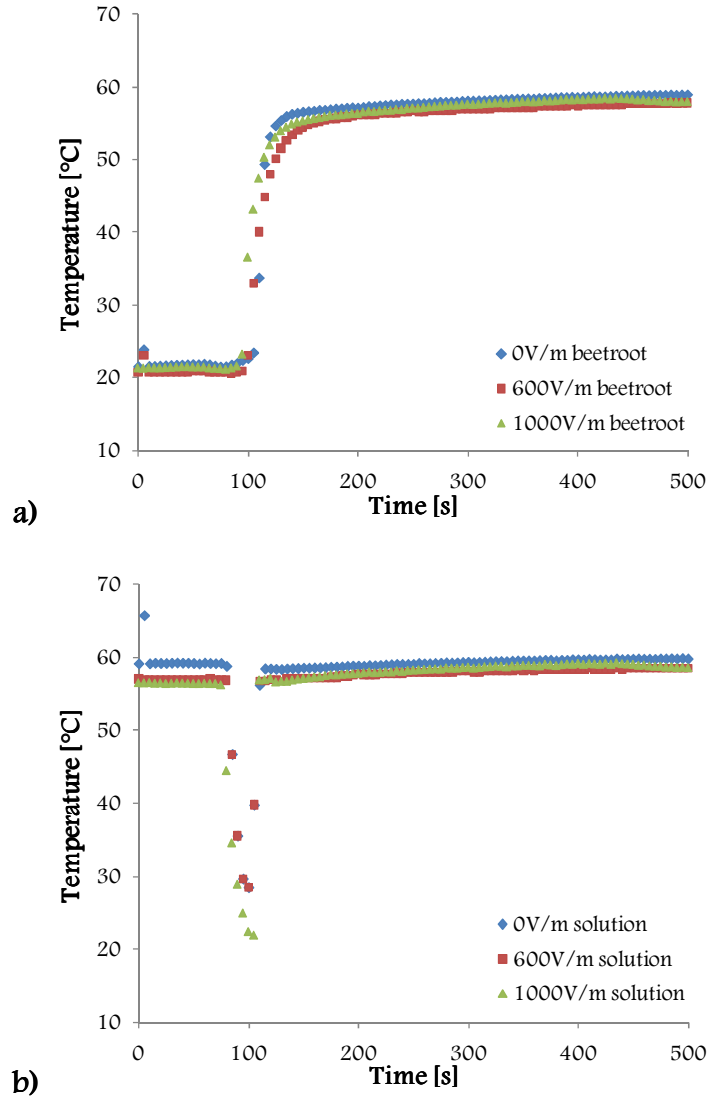 70
60
50
40
30
20
10
Temperature [°C]
0V/m beetroot
600V/m beetroot
1000V/m beetroot
0 100 200 300 400 500
Time [s]
a)
70
60
50
40
30
20
10
Temperature [°C]
0V/m solution
600V/m solution
1000V/m solution
0 100 200 300 400 500
Time [s]
b)